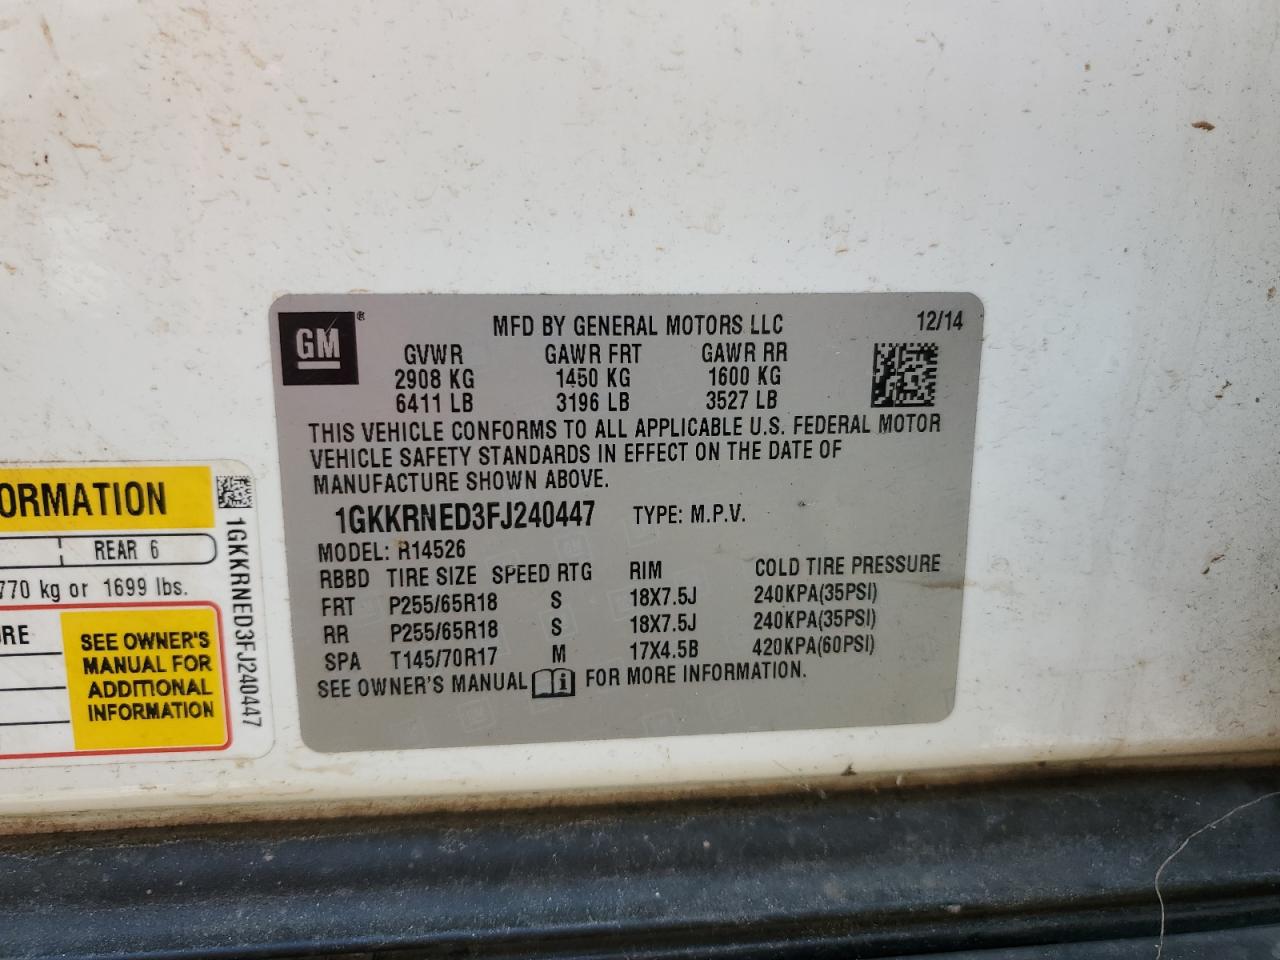 GM®
MFD BY GENERAL MOTORS LLC 12/14
GVWR GAWR FRT GAWR RR
2908 KG 1450 KG 1600 KG
6411 LB 3196 LB 3527 LB
THIS VEHICLE CONFORMS TO ALL APPLICABLE U.S. FEDERAL MOTOR
VEHICLE SAFETY STANDARDS IN EFFECT ON THE DATE OF
MANUFACTURE SHOWN ABOVE.
1GKKRNED3FJ240447 TYPE: M.P.V.
MODEL: R14526
RBBD TIRE SIZE SPEED RTG RIM COLD TIRE PRESSURE
FRT P255/65R18 S 18X7.5J 240KPA(35PSI)
RR P255/65R18 S 18X7.5J 240KPA(35PSI)
SPA T145/70R17 M 17X4.5B 420KPA(60PSI)
SEE OWNER'S MANUAL i FOR MORE INFORMATION.
ORMATION
REAR 6
770 kg or 1699 lbs.
URE
SEE OWNER'S
MANUAL FOR
ADDITIONAL
INFORMATION
1GKKRNED3FJ240447